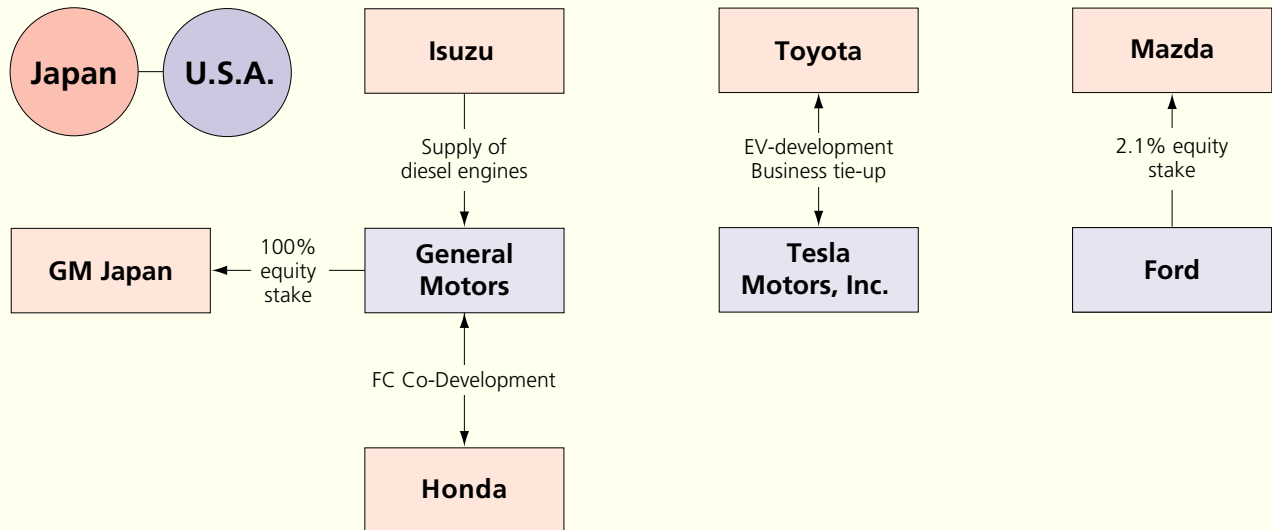 Japan
U.S.A.
Isuzu
Toyota
Mazda
Supply of
diesel engines
EV-development
Business tie-up
2.1% equity
stake
GM Japan
100%
equity
stake
General
Motors
Tesla
Motors, Inc.
Ford
FC Co-Development
Honda